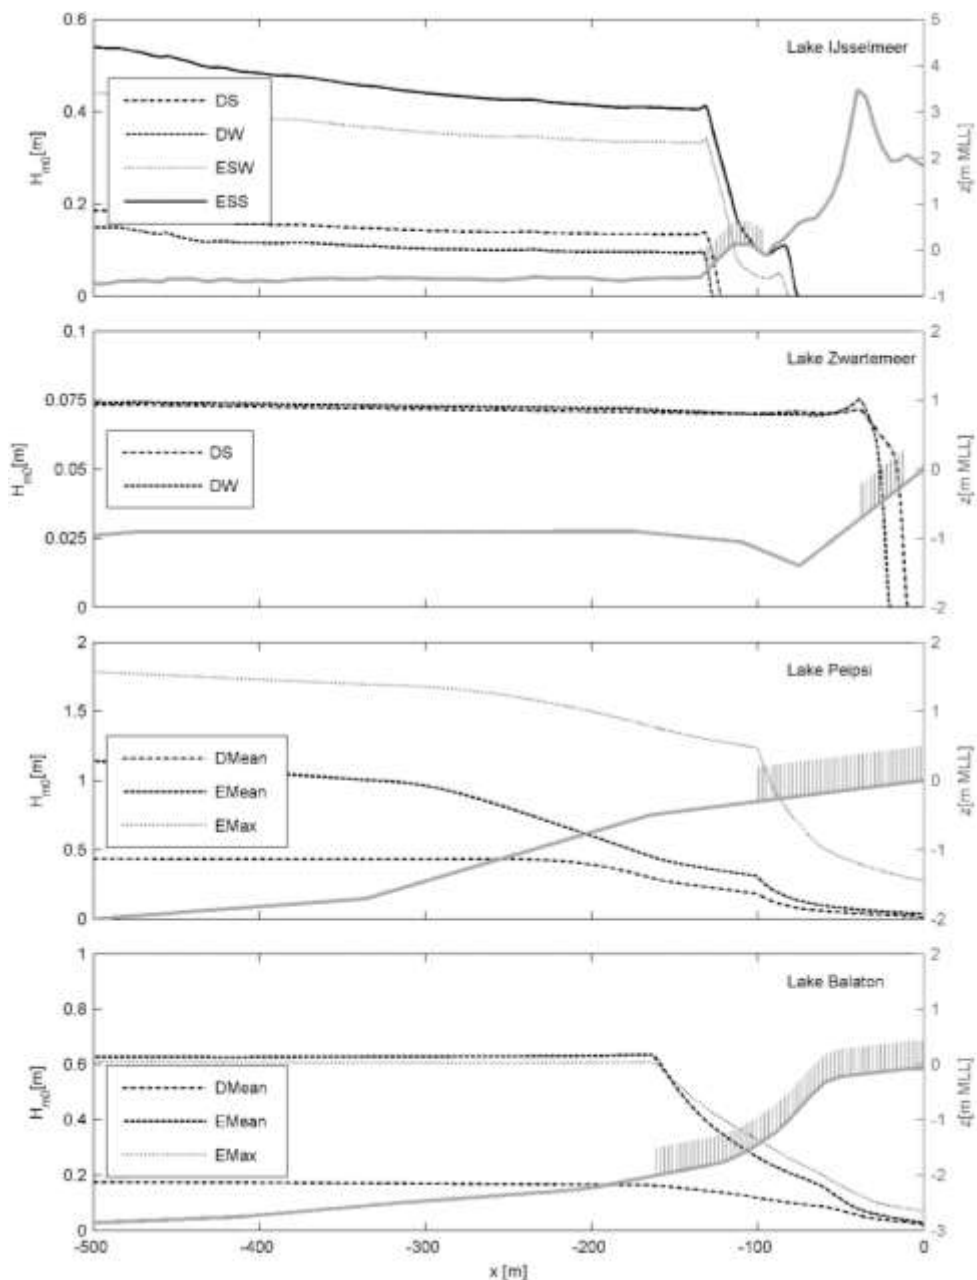 0.6
5
Lake IJsselmeer
4
DS
0.4
3
DW
H_m0[m]
2
z[m MLL]
ESW
0.2
1
ESS
0
0
-1
0.1
2
Lake Zwartemeer
0.075
1
DS
H_m0[m]
0.05
0
z[m MLL]
DW
0.025
-1
0
-2
2
2
Lake Peipsi
1.5
1
DMean
H_m0[m]
1
EMean
0
z[m MLL]
EMax
0.5
-1
0
-2
1
2
Lake Balaton
0.8
1
H_m0[m]
0.6
0
z[m MLL]
DMean
0.4
EMean
-1
0.2
EMax
-2
0
-3
-500
-400
-300
-200
-100
0
x [m]